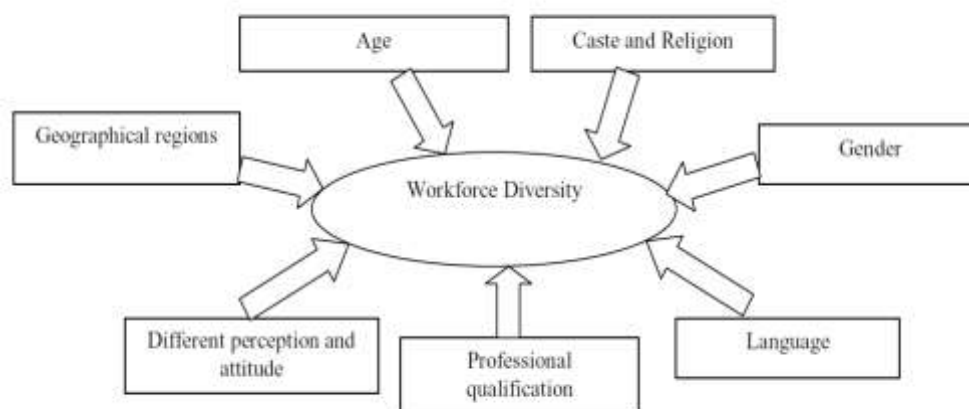 Age
Caste and Religion
Geographical regions
Gender
Workforce Diversity
Different perception and
attitude
Professional
qualification
Language